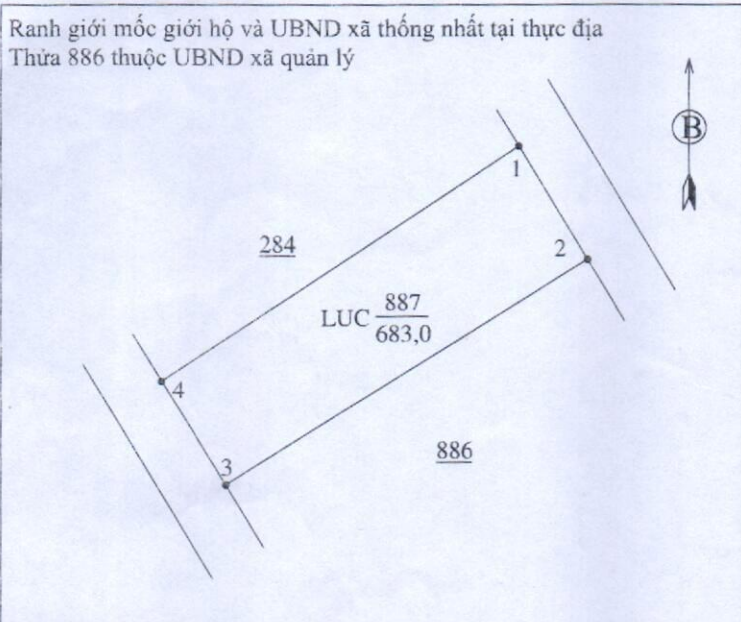 Ranh giới mốc giới hộ và UBND xã thống nhất tại thực địa
Thửa 886 thuộc UBND xã quản lý
B
1
284
2
LUC 887
683,0
4
3
886